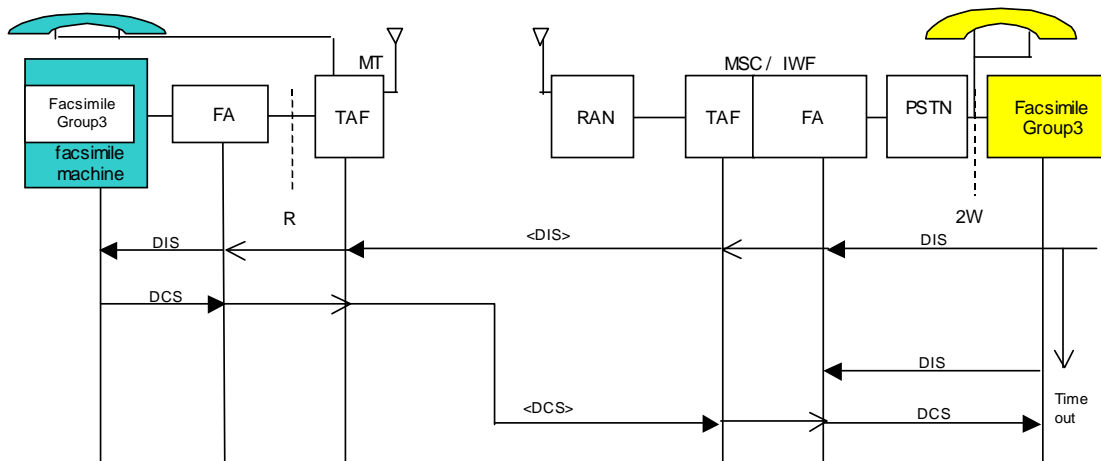 MT
MSC / IWF
Facsimile
Group3
facsimile
machine
FA
TAF
RAN
TAF
FA
PSTN
Facsimile
Group3
R
2W
DIS
<DIS>
DIS
DCS
DIS
<DCS>
DCS
Time
out